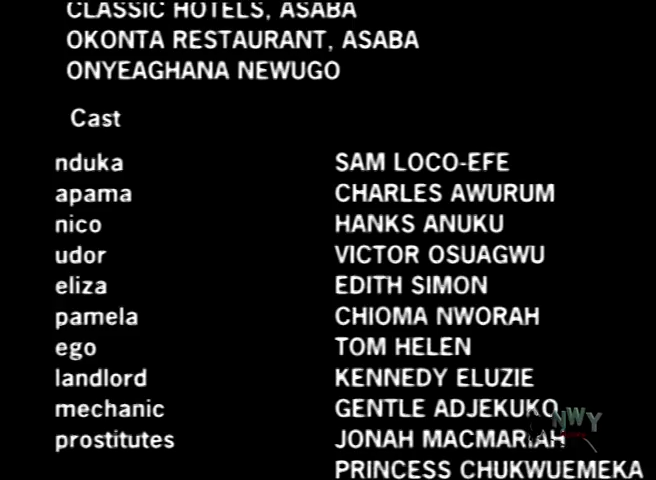 CLASSIC HOTELS, ASABA
OKONTA RESTAURANT, ASABA
ONYEAGHANA NEWUGO
Cast
nduka SAM LOCO-EFE
apama CHARLES AWURUM
nico HANKS ANUKU
udor VICTOR OSUAGWU
eliza EDITH SIMON
pamela CHIOMA NWORAH
ego TOM HELEN
landlord KENNEDY ELUZIE
mechanic GENTLE ADJEKUKO
prostitutes JONAH MACMARIAH
PRINCESS CHUKWUEMEKA
NWY